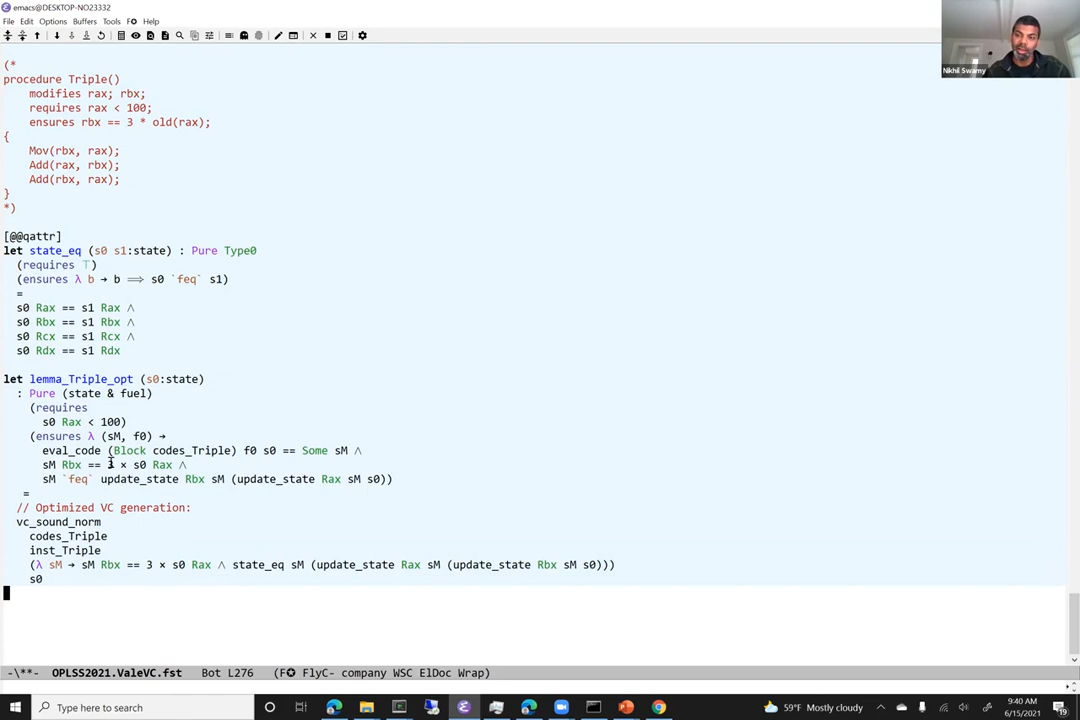 emacs@DESKTOP-NO23332
File Edit Options Buffers Tools F✪ Help
Nikhil Swamy
(*
procedure Triple()
    modifies rax; rbx;
    requires rax < 100;
    ensures rbx == 3 * old(rax);
{
    Mov(rbx, rax);
    Add(rax, rbx);
    Add(rbx, rax);
}
*)
[@@qattr]
let state_eq (s0 s1:state) : Pure Type0
  (requires ⊤)
  (ensures λ b → b ⟹ s0 `feq` s1)
  =
  s0 Rax == s1 Rax ∧
  s0 Rbx == s1 Rbx ∧
  s0 Rcx == s1 Rcx ∧
  s0 Rdx == s1 Rdx
let lemma_Triple_opt (s0:state)
  : Pure (state & fuel)
    (requires
      s0 Rax < 100)
    (ensures λ (sM, f0) →
      eval_code (Block codes_Triple) f0 s0 == Some sM ∧
      sM Rbx == 3 × s0 Rax ∧
      sM `feq` update_state Rbx sM (update_state Rax sM s0))
   =
  // Optimized VC generation:
  vc_sound_norm
    codes_Triple
    inst_Triple
    (λ sM → sM Rbx == 3 × s0 Rax ∧ state_eq sM (update_state Rax sM (update_state Rbx sM s0)))
    s0
-\**- OPLSS2021.ValeVC.fst Bot L276 (F✪ FlyC- company WSC ElDoc Wrap)
Type here to search
59°F Mostly cloudy
9:40 AM
6/15/2021
19